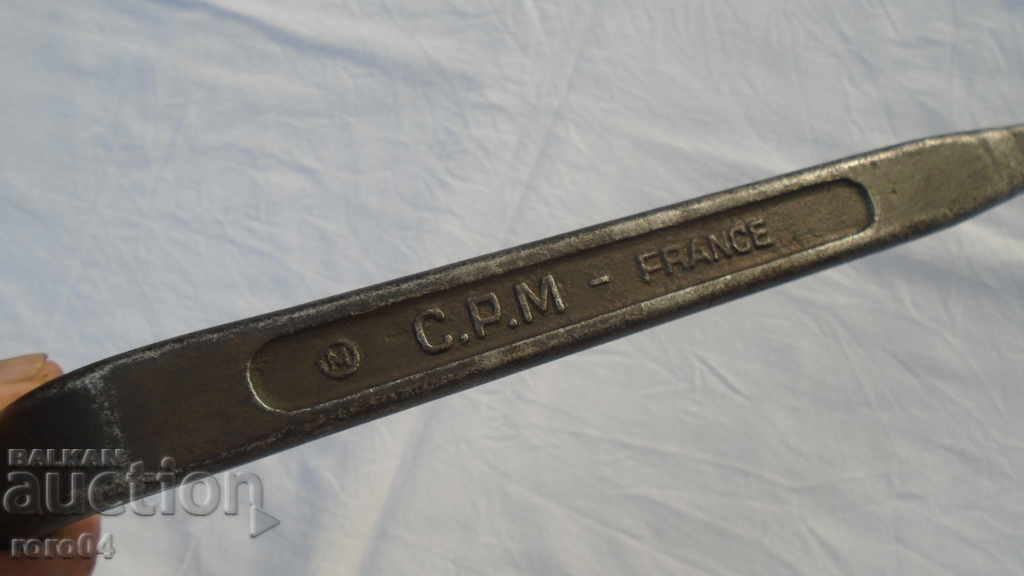 N C.P.M - FRANCE
BALKAN
auction
roro04